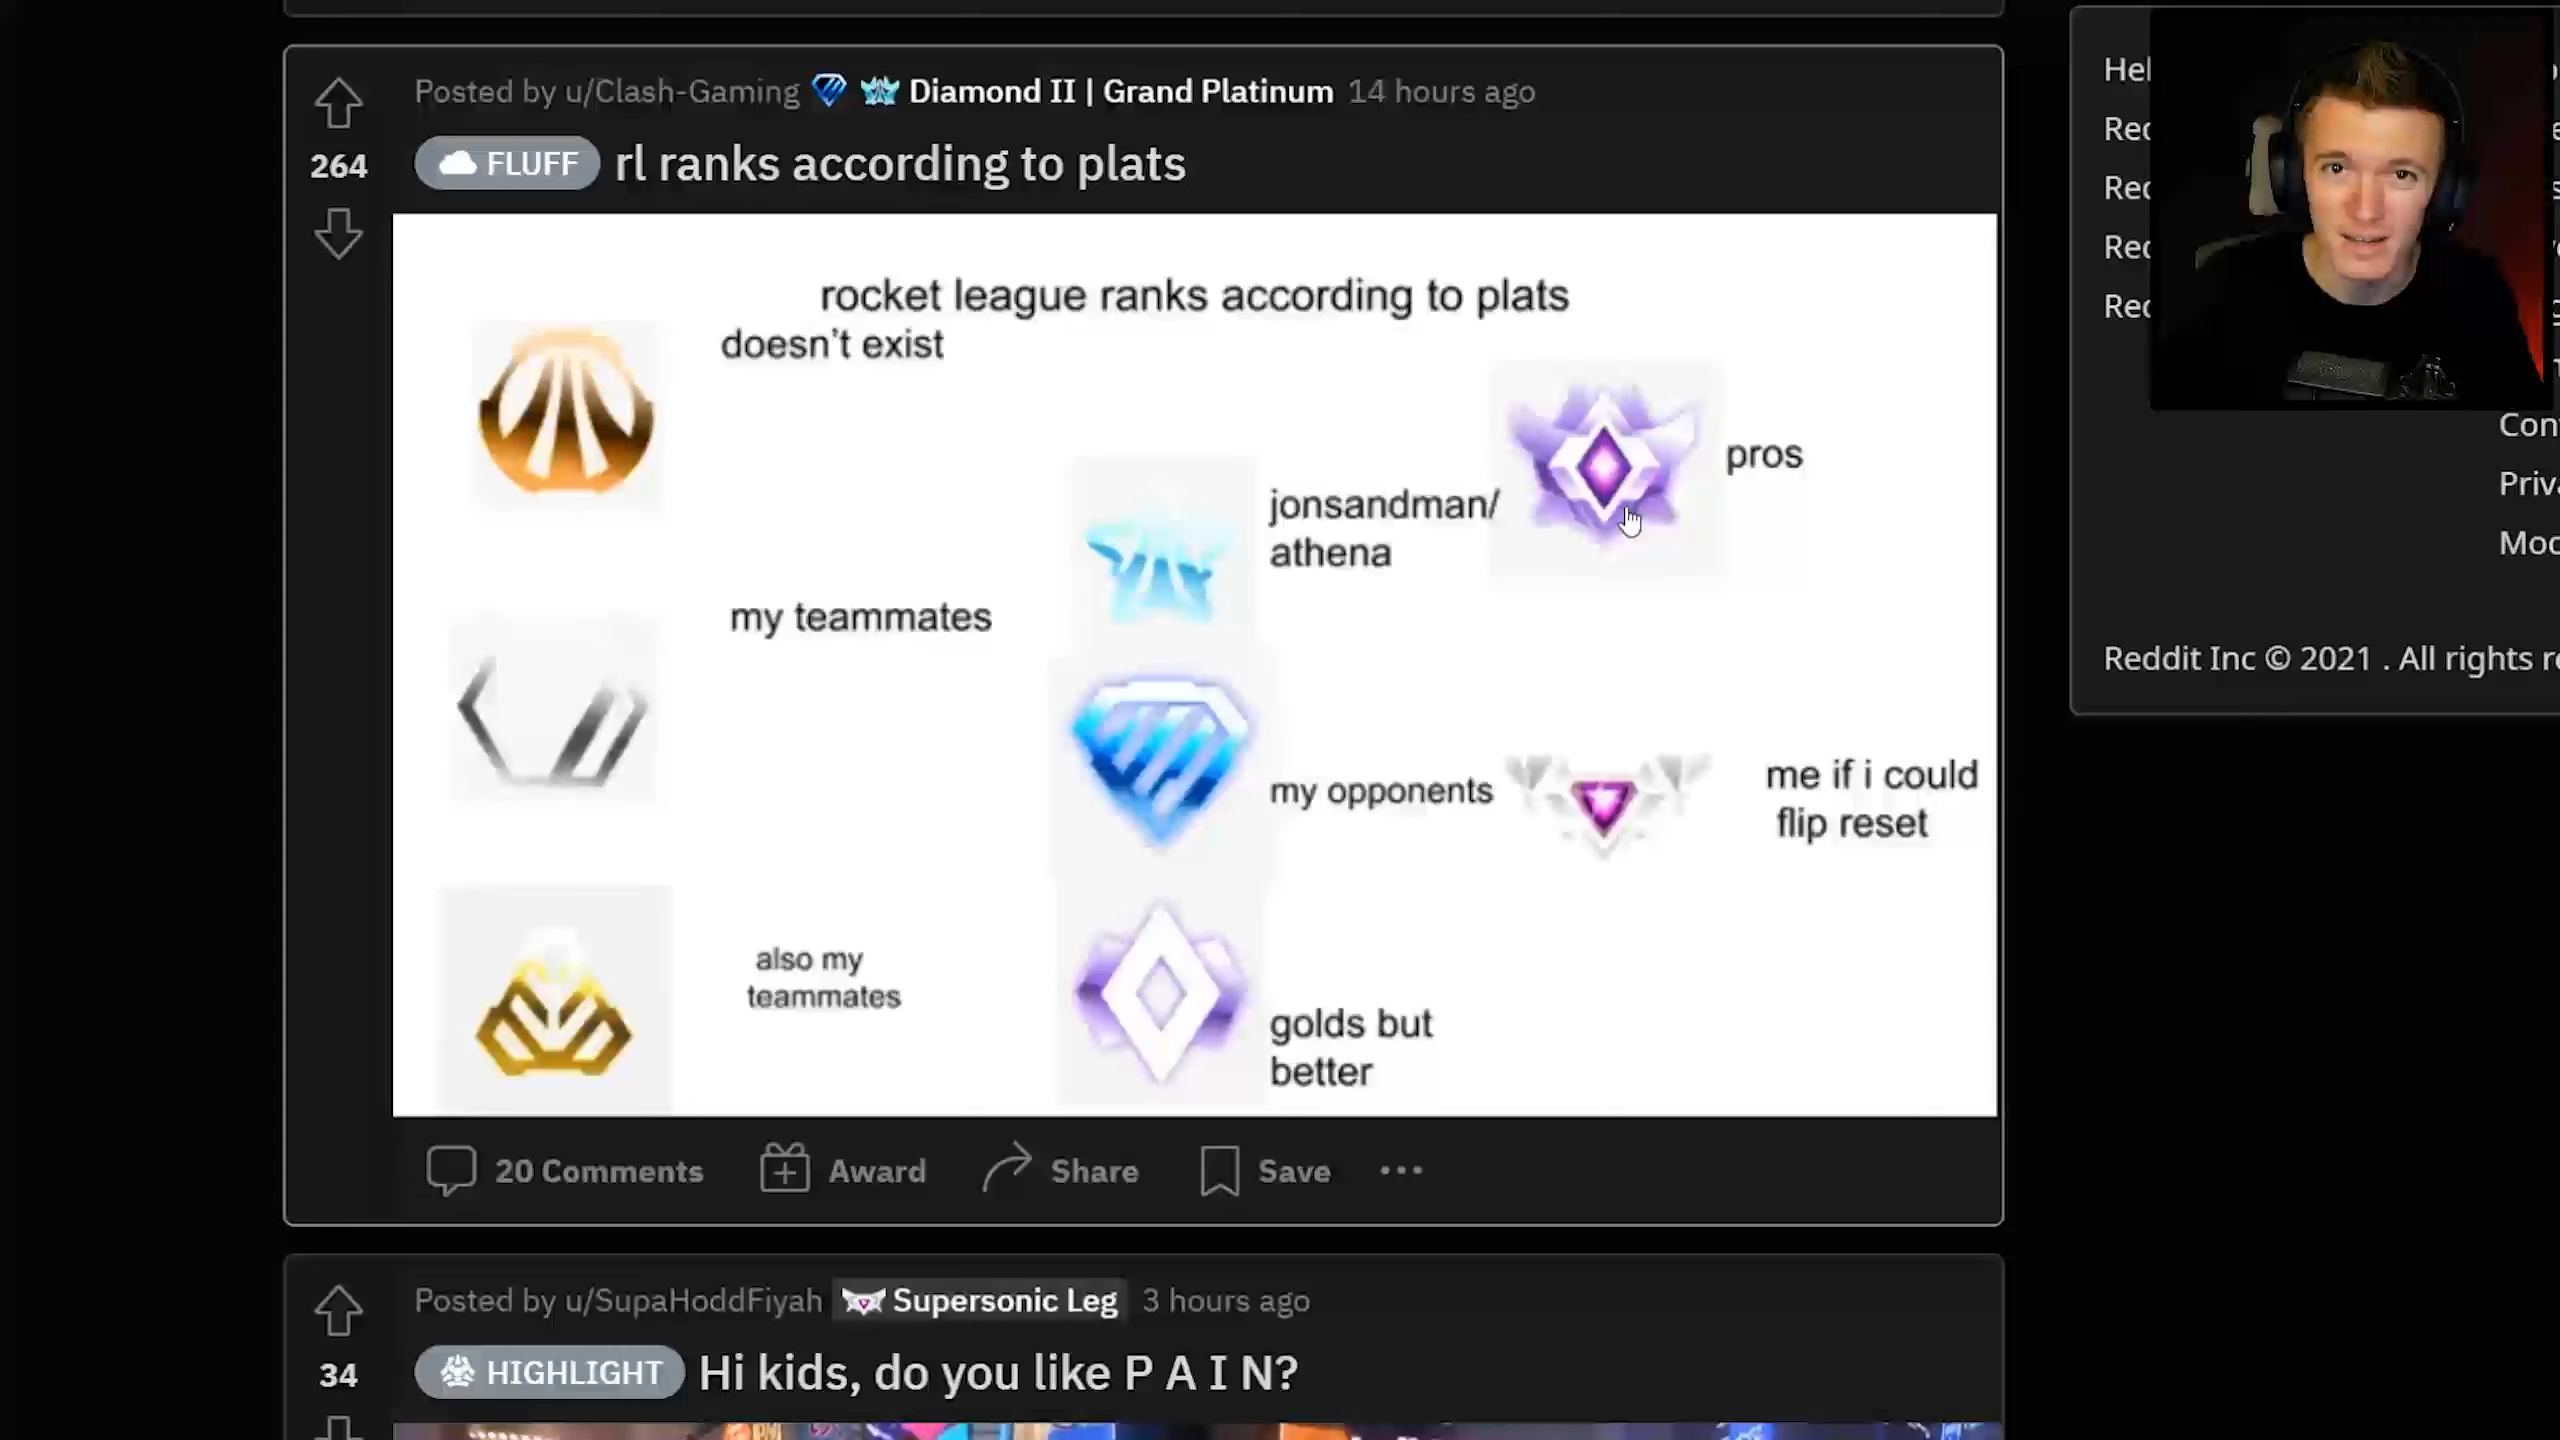 Posted by u/Clash-Gaming Diamond II | Grand Platinum 14 hours ago
264
FLUFF rl ranks according to plats
rocket league ranks according to plats
doesn't exist
pros
jonsandman/
athena
my teammates
my opponents
me if i could
flip reset
also my
teammates
golds but
better
20 Comments Award Share Save
Posted by u/SupaHoddFiyah Supersonic Leg 3 hours ago
34
HIGHLIGHT Hi kids, do you like P A I N?
Reddit Inc © 2021 . All rights